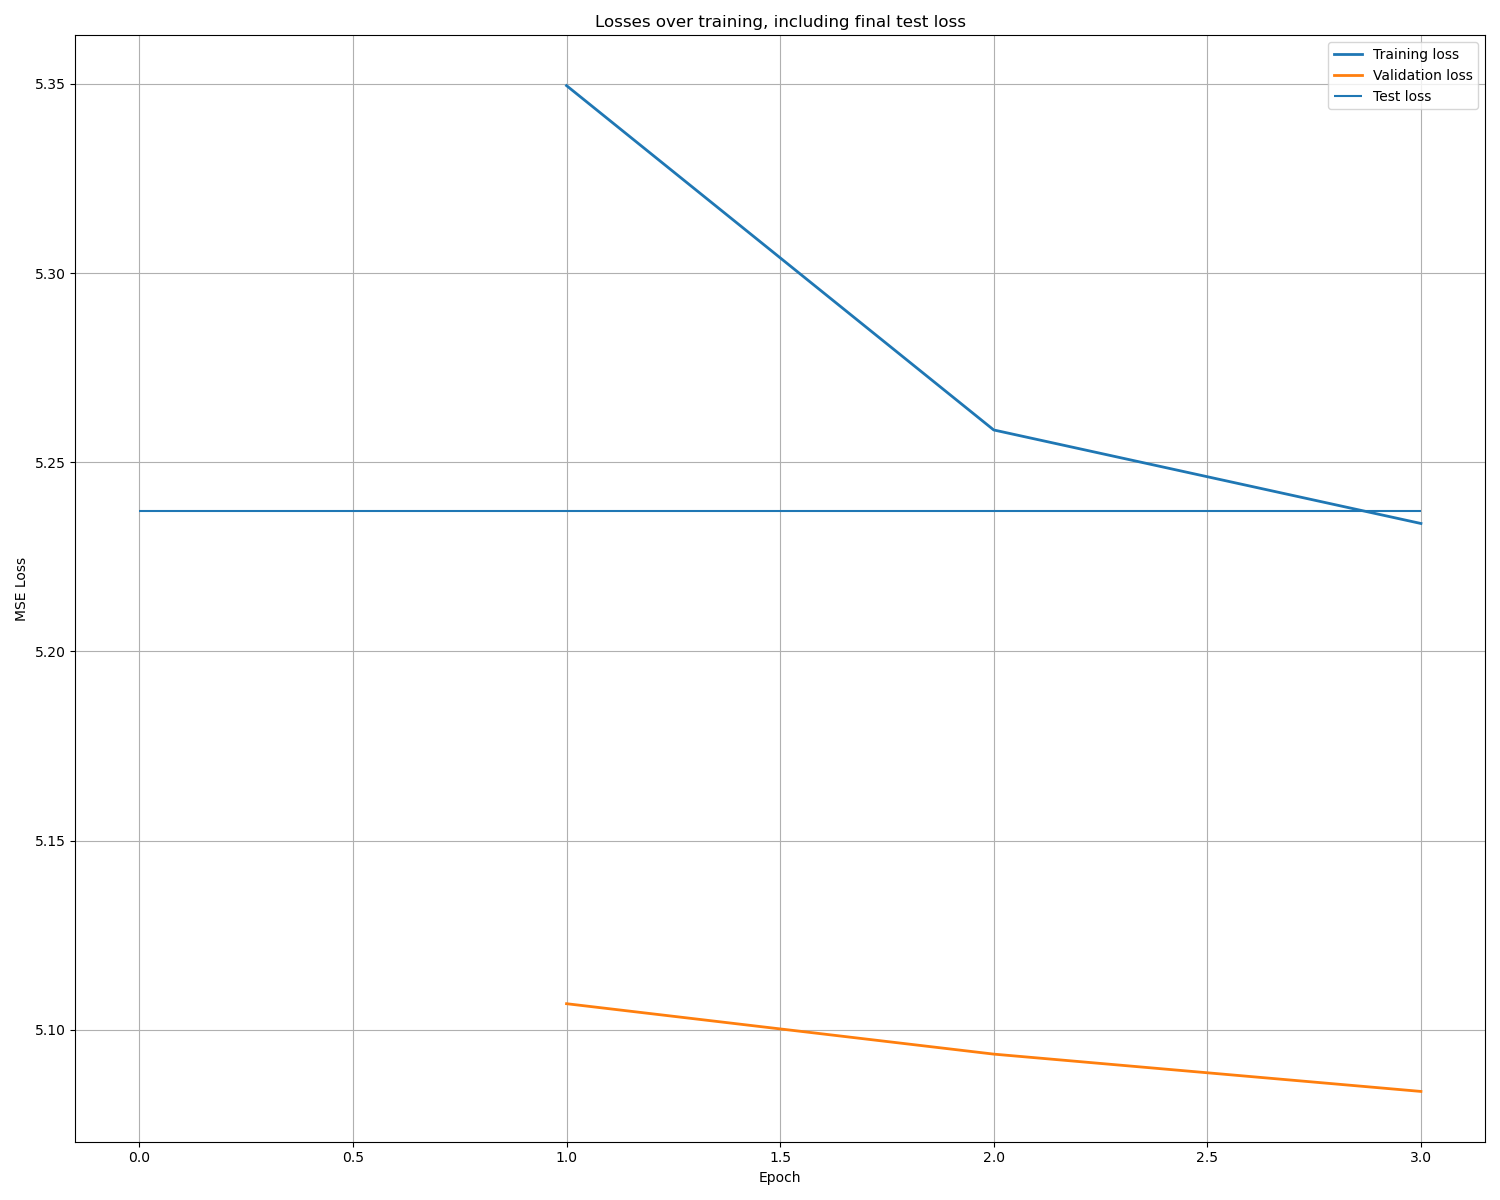 Losses over training, including final test loss
Training loss
Validation loss
Test loss
5.35
5.30
5.25
5.20
5.15
5.10
MSE Loss
0.0 0.5 1.0 1.5 2.0 2.5 3.0
Epoch